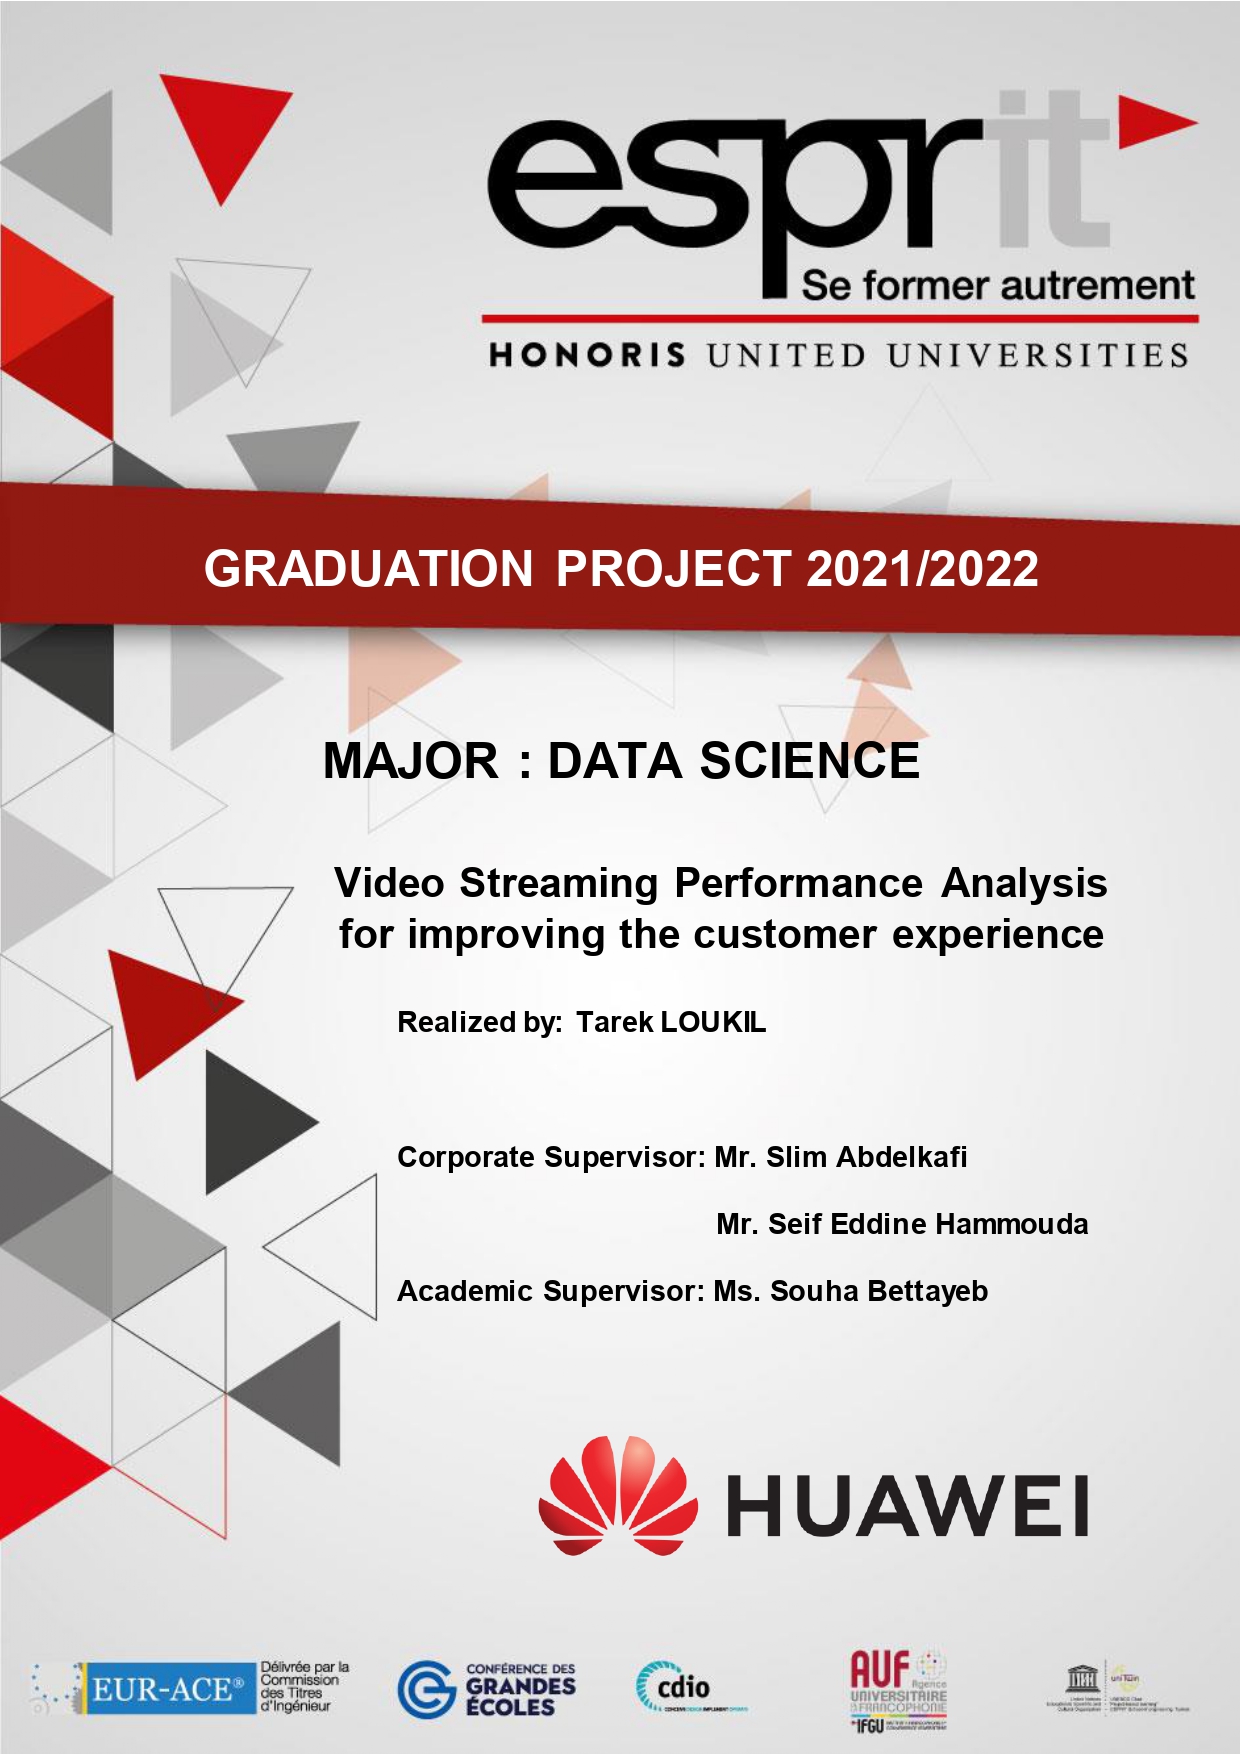 esprit
Se former autrement
HONORIS UNITED UNIVERSITIES
GRADUATION PROJECT 2021/2022
MAJOR : DATA SCIENCE
Video Streaming Performance Analysis
for improving the customer experience
Realized by: Tarek LOUKIL
Corporate Supervisor: Mr. Slim Abdelkafi
Mr. Seif Eddine Hammouda
Academic Supervisor: Ms. Souha Bettayeb
HUAWEI
EUR-ACE®
Délivrée par la
Commission
des Titres
d'Ingénieur
CONFÉRENCE DES
GRANDES
ÉCOLES
cdio
AUF
Agence
UNIVERSITAIRE
FRANCOPHONIE
IFGU
uni Twin